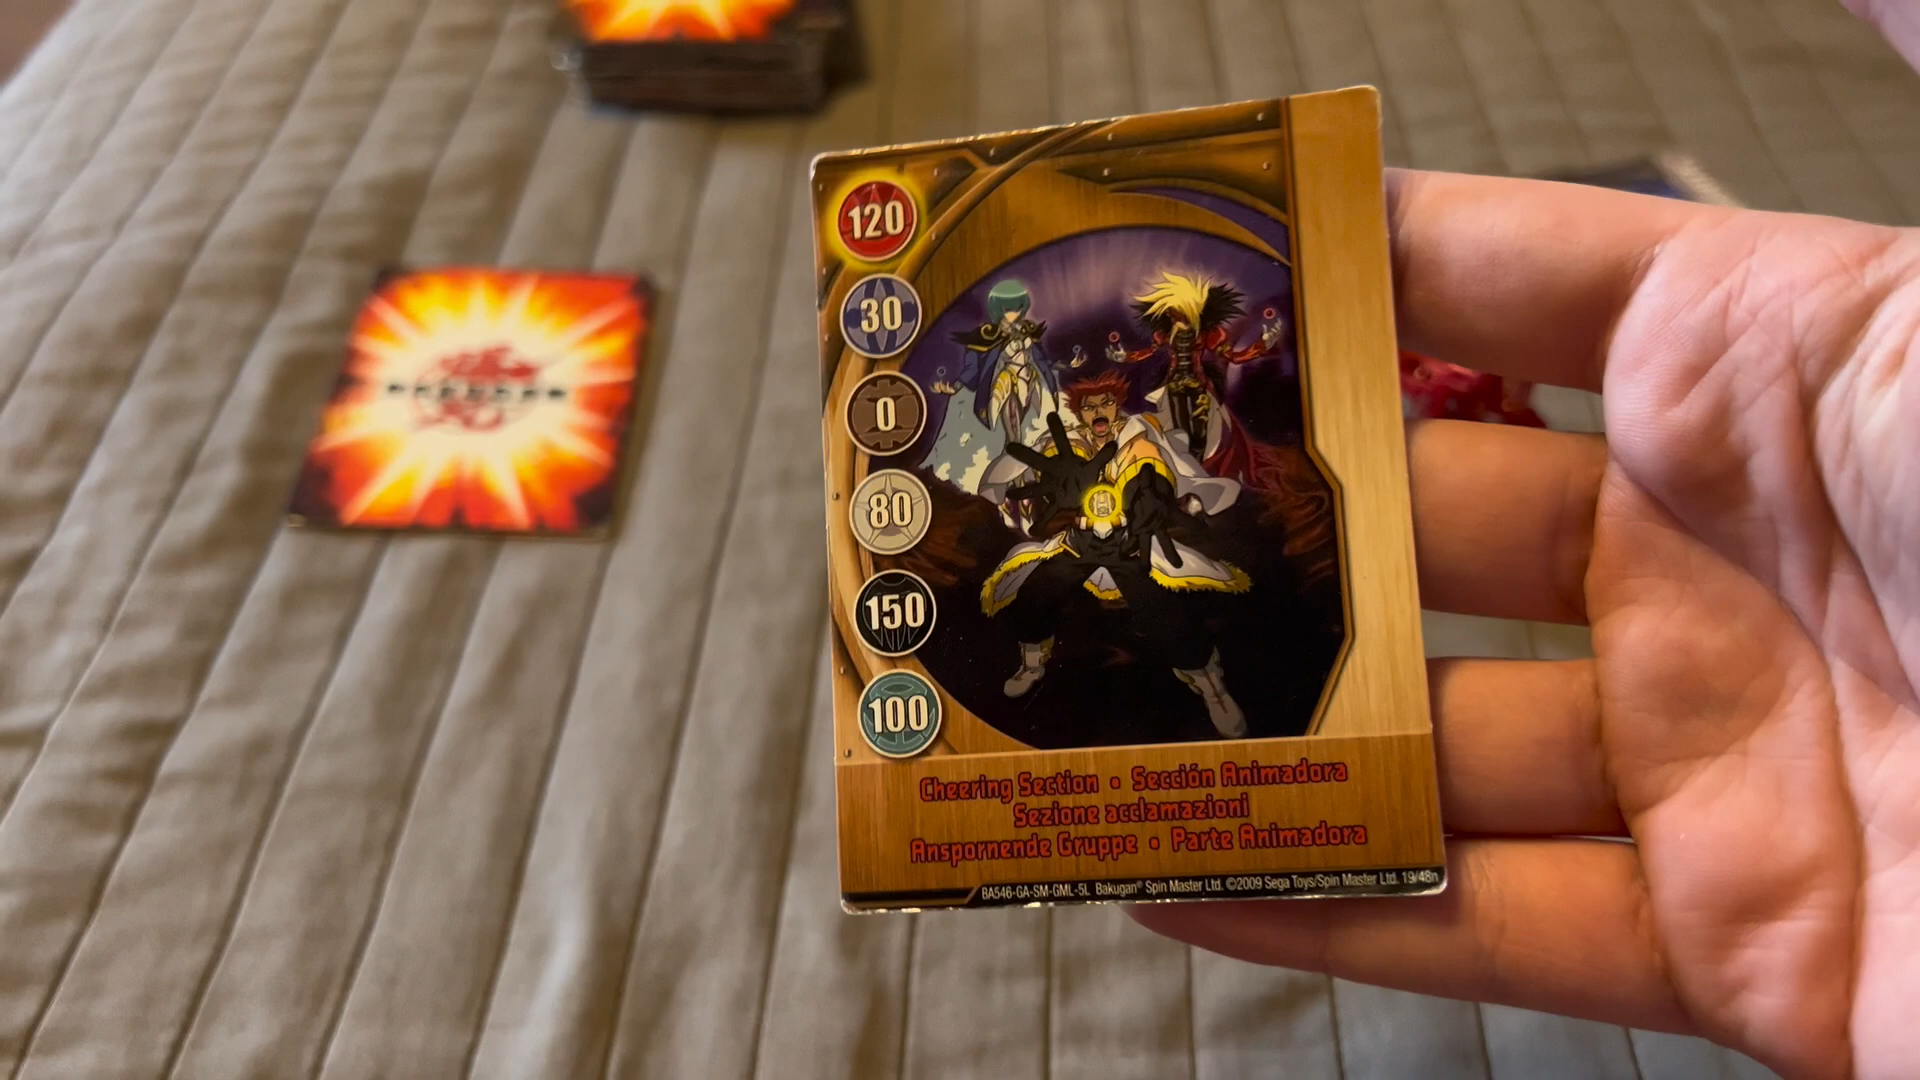 120
30
0
80
150
100
Cheering Section • Sección Animadora
Sezione acclamazioni
Anspornende Gruppe • Parte Animadora
BA546-GA-SM-GML-5L Bakugan® Spin Master Ltd. ©2009 Sega Toys/Spin Master Ltd. 19/48n
BAKUGAN